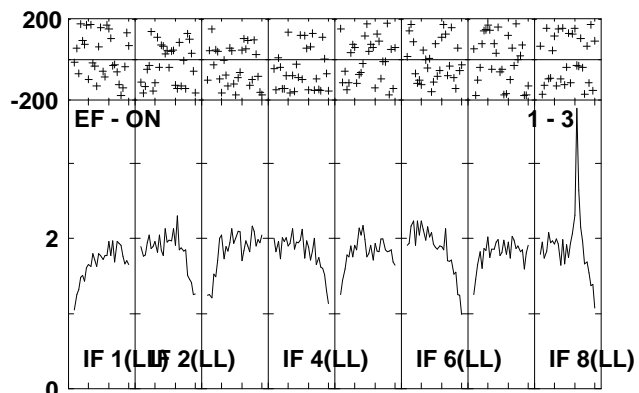 200
-200
EF - ON 1 - 3
2
IF 1(LL) IF 2(LL) IF 4(LL) IF 6(LL) IF 8(LL)
0